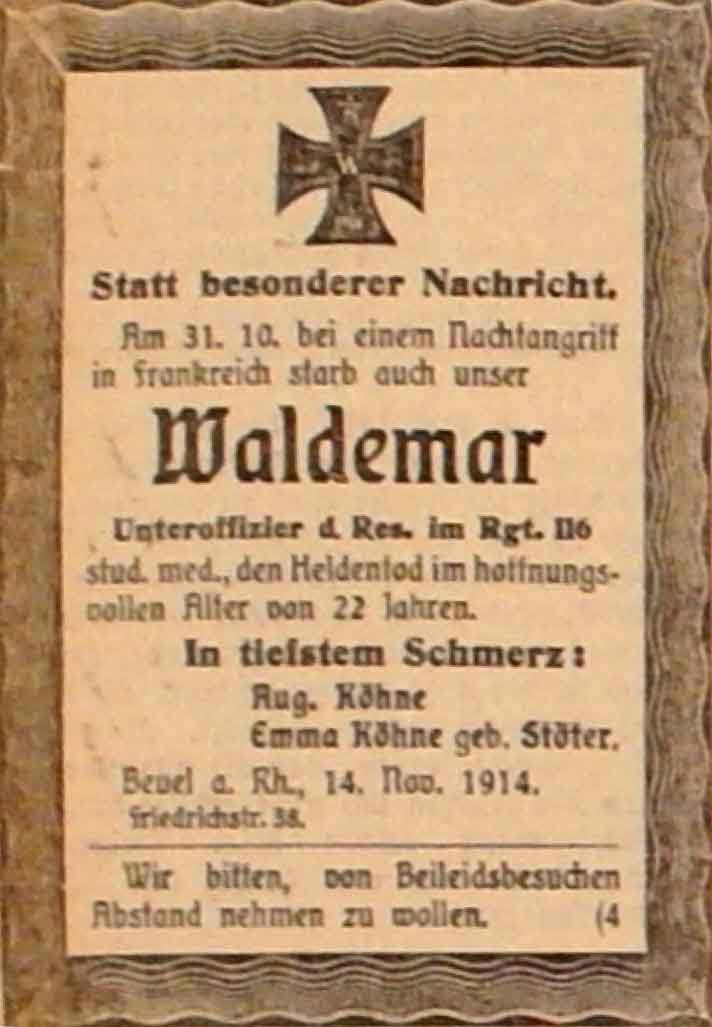 W
Statt besonderer Nachricht.
Am 31. 10. bei einem Nachtangriff
in Frankreich starb auch unser
Waldemar
Unteroffizier d. Res. im Rgt. 116
stud. med., den Heldentod im hoffnungs-
vollen Alter von 22 Jahren.
In tiefstem Schmerz:
Aug. Köhne
Emma Köhne geb. Stöter.
Beuel a. Rh., 14. Nov. 1914.
Friedrichstr. 38.
Wir bitten, von Beileidsbesuchen
Abstand nehmen zu wollen. (4